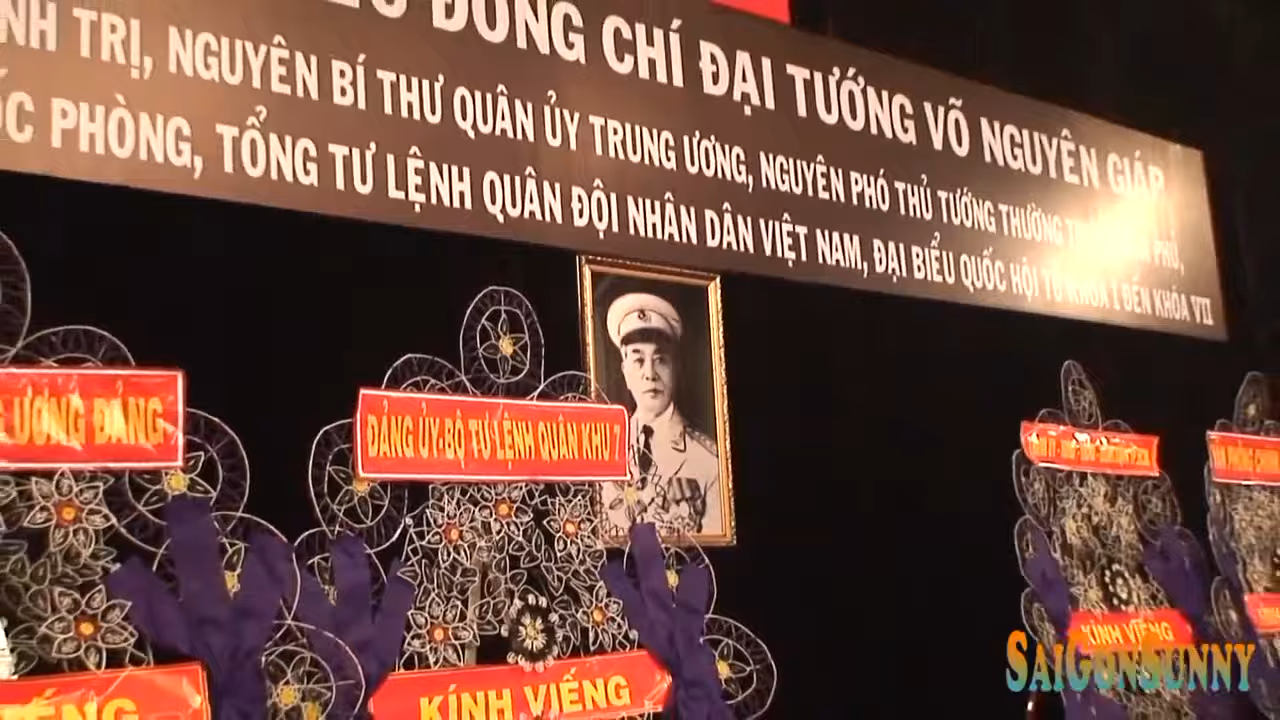 ĐỒNG CHÍ ĐẠI TƯỚNG VÕ NGUYÊN GIÁP
NH TRỊ, NGUYÊN BÍ THƯ QUÂN ỦY TRUNG ƯƠNG, NGUYÊN PHÓ THỦ TƯỚNG THƯỜNG PHỦ,
ỐC PHÒNG, TỔNG TƯ LỆNH QUÂN ĐỘI NHÂN DÂN VIỆT NAM, ĐẠI BIỂU QUỐC HỘI TỪ KHÓA I ĐẾN KHÓA VII
ƯƠNG ĐẢNG
ĐẢNG ỦY-BỘ TƯ LỆNH QUÂN KHU 7
KÍNH VIẾNG
KÍNH VIẾNG
IẾNG
SAIGONSUNNY